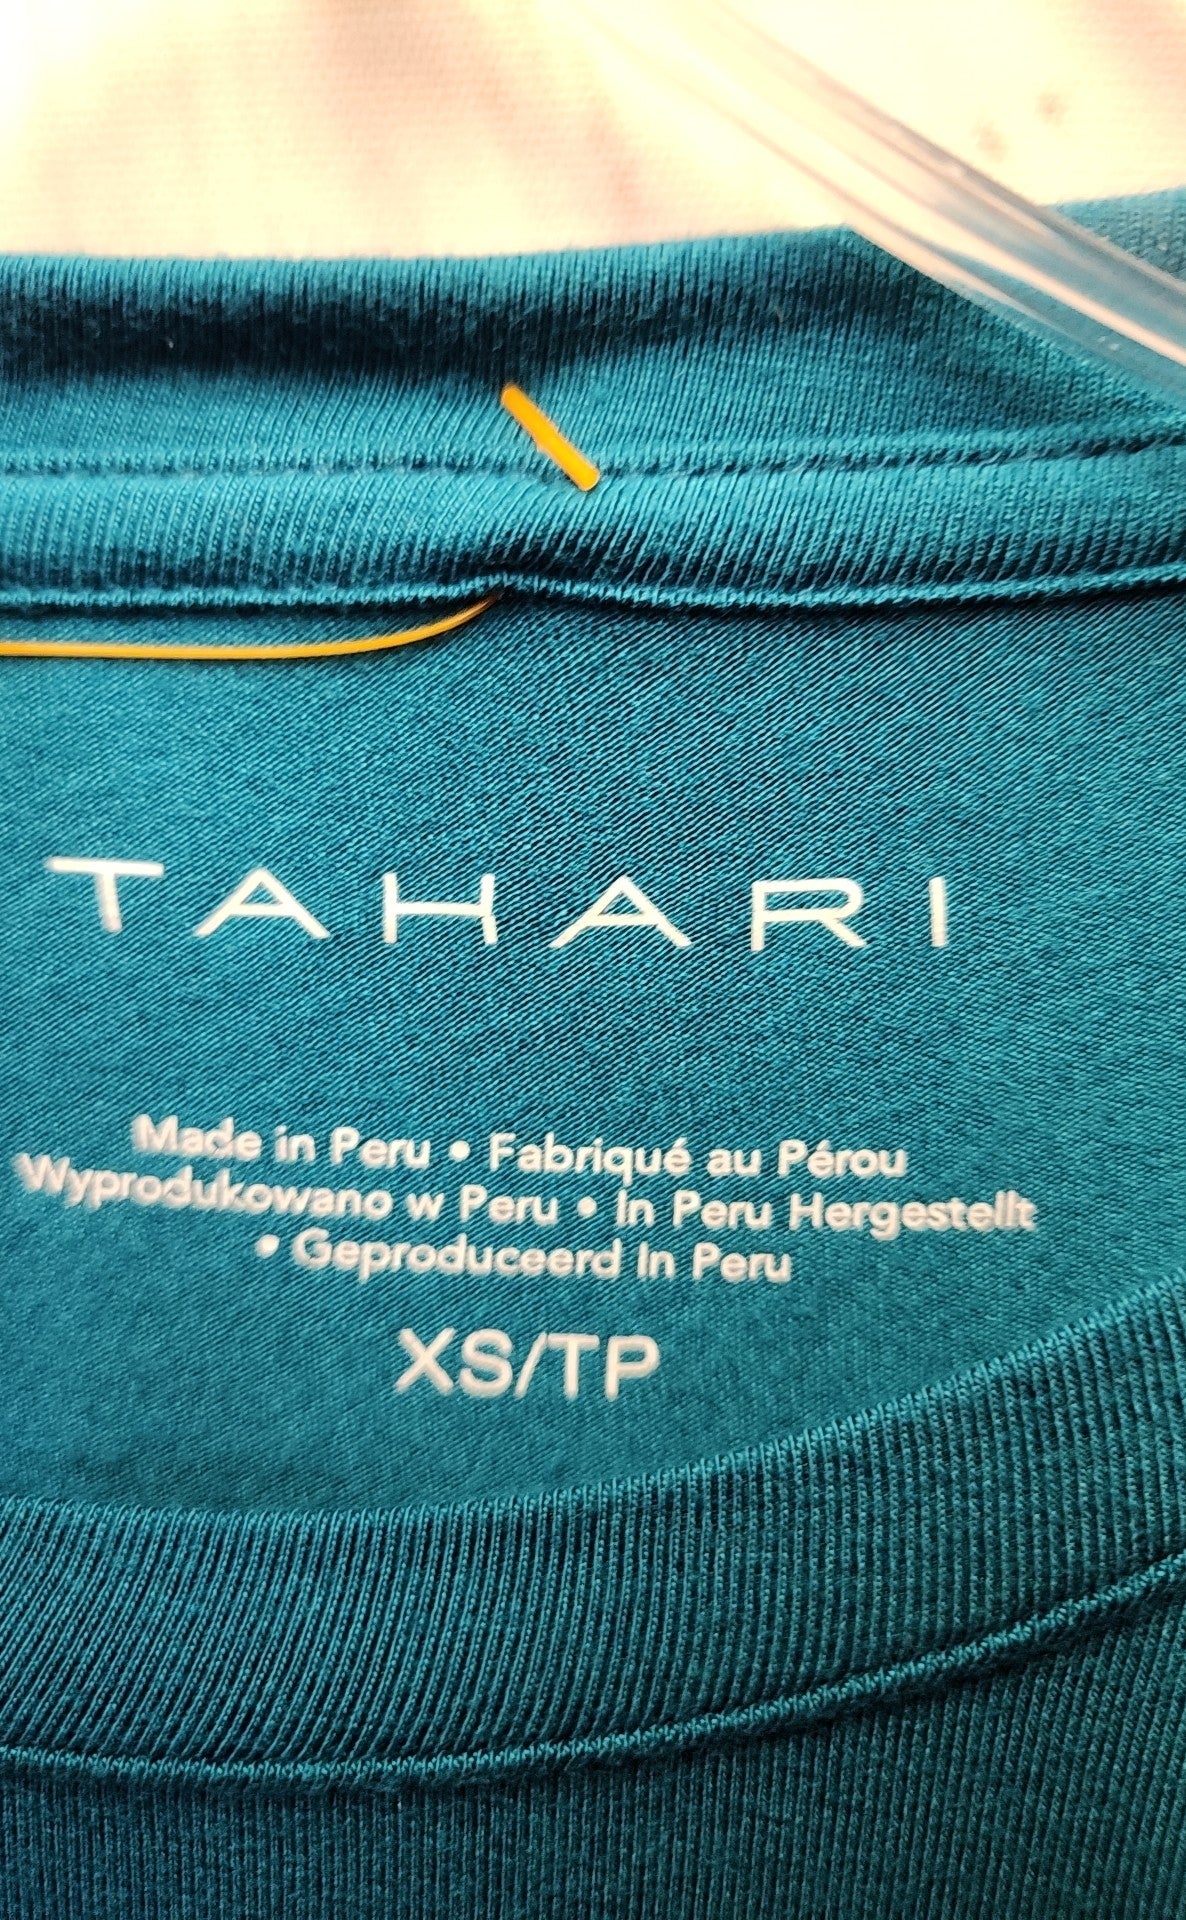 TAHARI
Made in Peru • Fabriqué au Pérou
Wyprodukowano w Peru • In Peru Hergestellt
• Geproduceerd In Peru
XS/TP